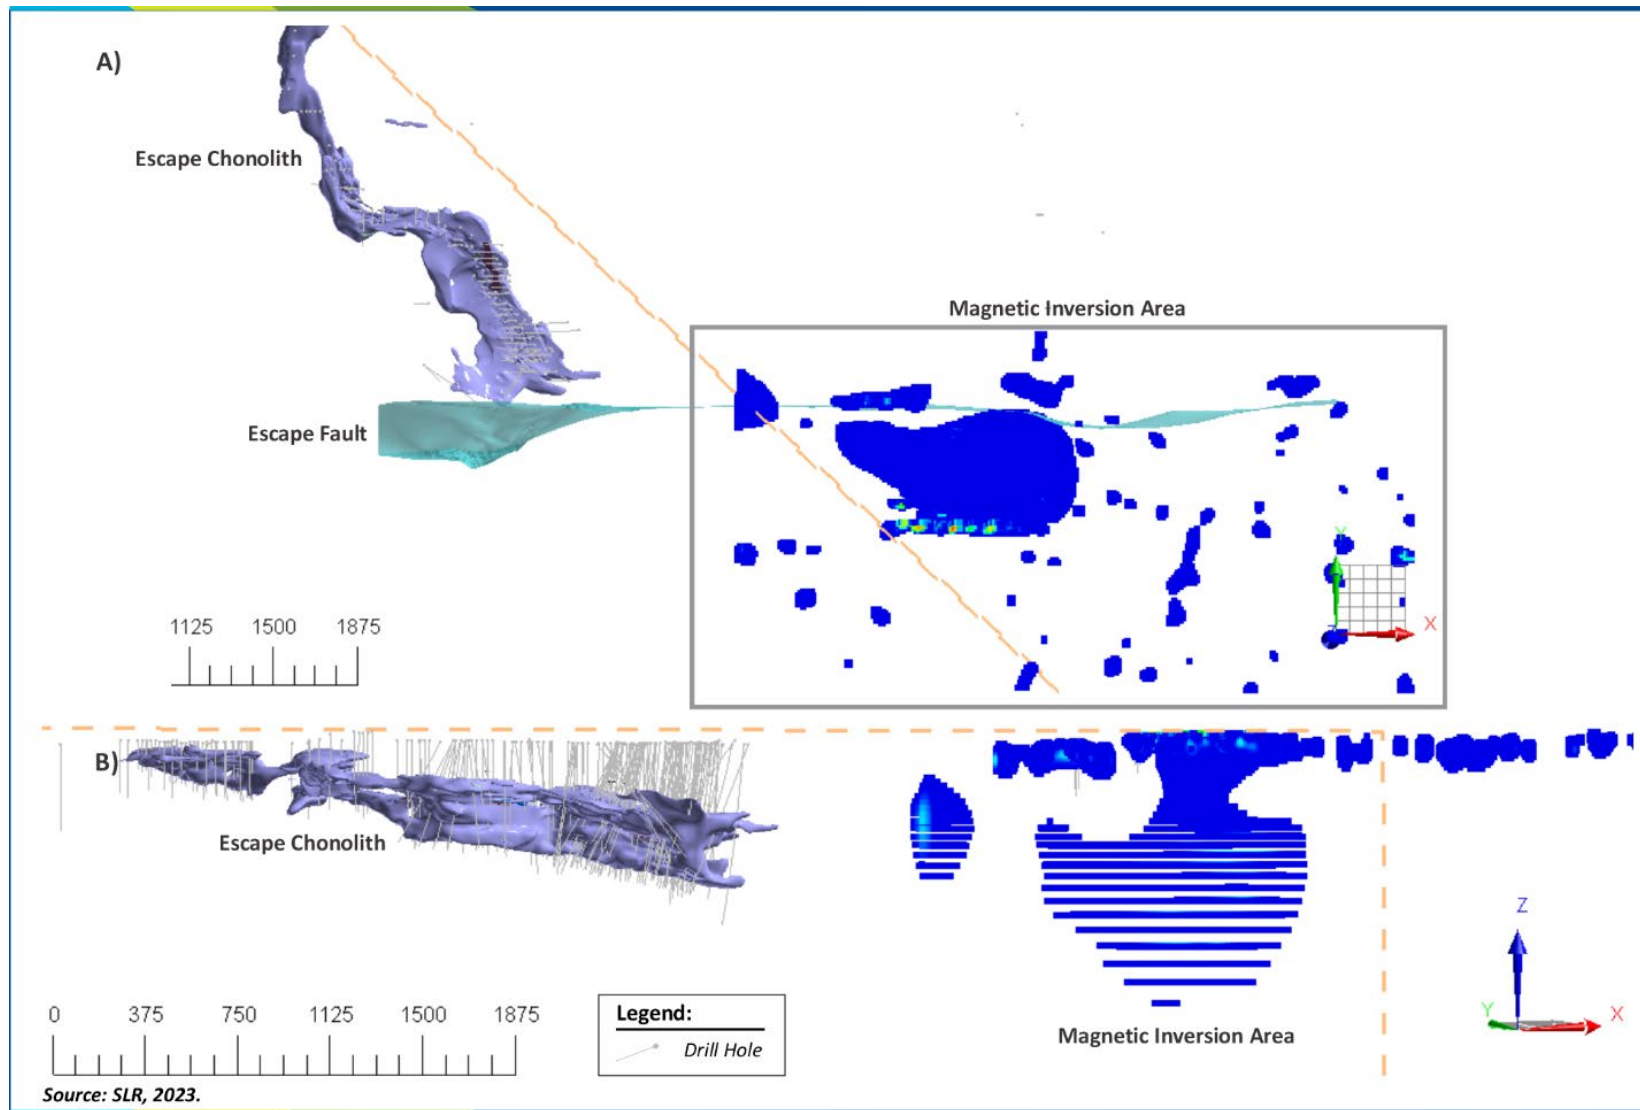 A)
Escape Chonolith
Magnetic Inversion Area
Escape Fault
Y
X
Z
1125 1500 1875
B)
Escape Chonolith
Z
Y
X
0 375 750 1125 1500 1875
Legend:
Drill Hole
Magnetic Inversion Area
Source: SLR, 2023.